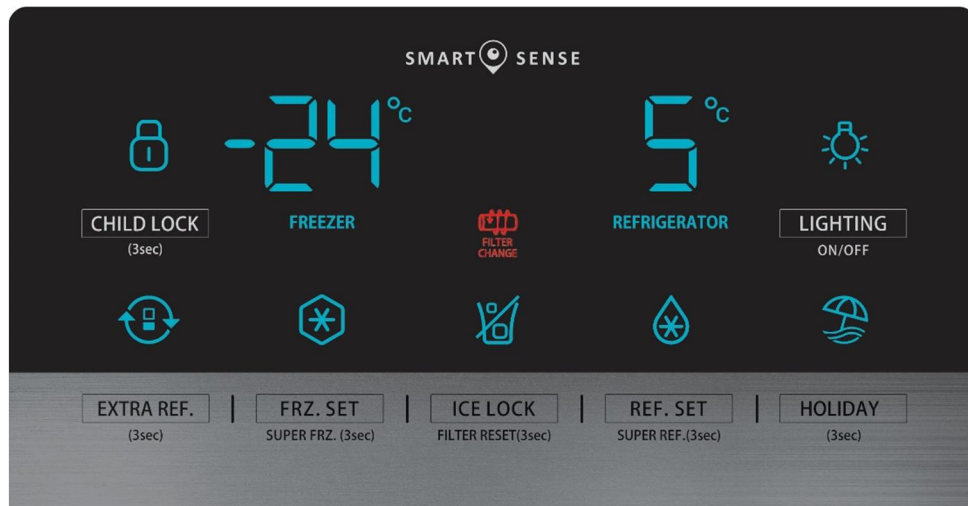 SMART SENSE
-24°C
5°C
CHILD LOCK
(3sec)
FREEZER
FILTER
CHANGE
REFRIGERATOR
LIGHTING
ON/OFF
EXTRA REF.
(3sec)
FRZ. SET
SUPER FRZ. (3sec)
ICE LOCK
FILTER RESET(3sec)
REF. SET
SUPER REF.(3sec)
HOLIDAY
(3sec)